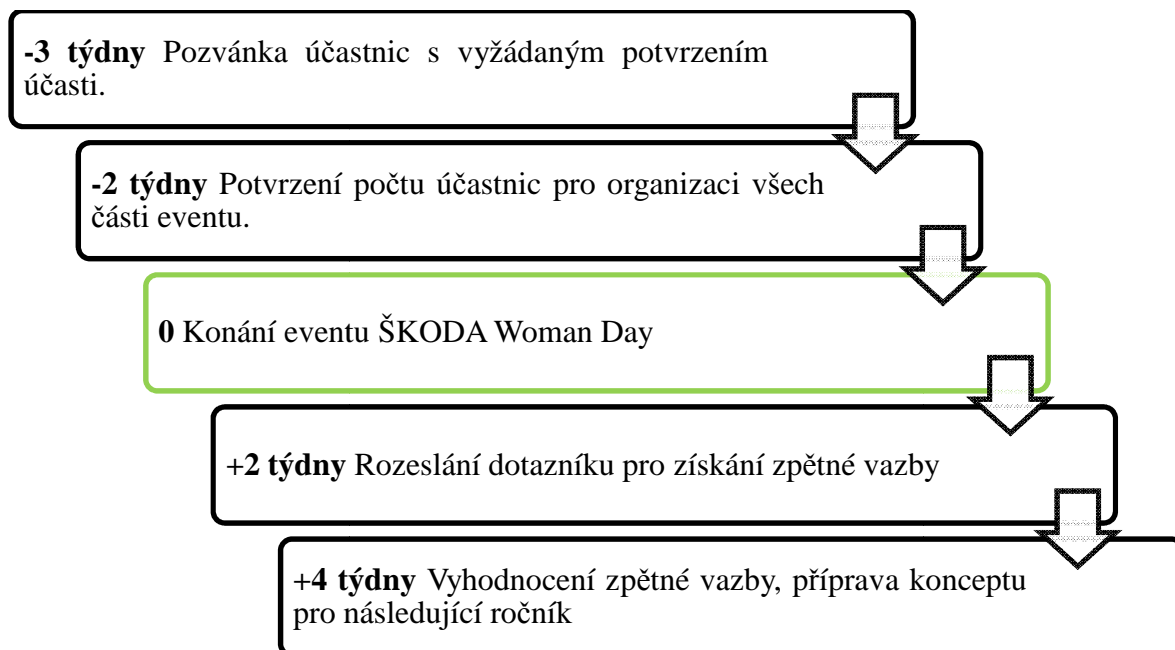 -3 týdny Pozvánka účastnic s vyžádaným potvrzením
účasti.
-2 týdny Potvrzení počtu účastnic pro organizaci všech
části eventu.
0 Konání eventu ŠKODA Woman Day
+2 týdny Rozeslání dotazníku pro získání zpětné vazby
+4 týdny Vyhodnocení zpětné vazby, příprava konceptu
pro následující ročník